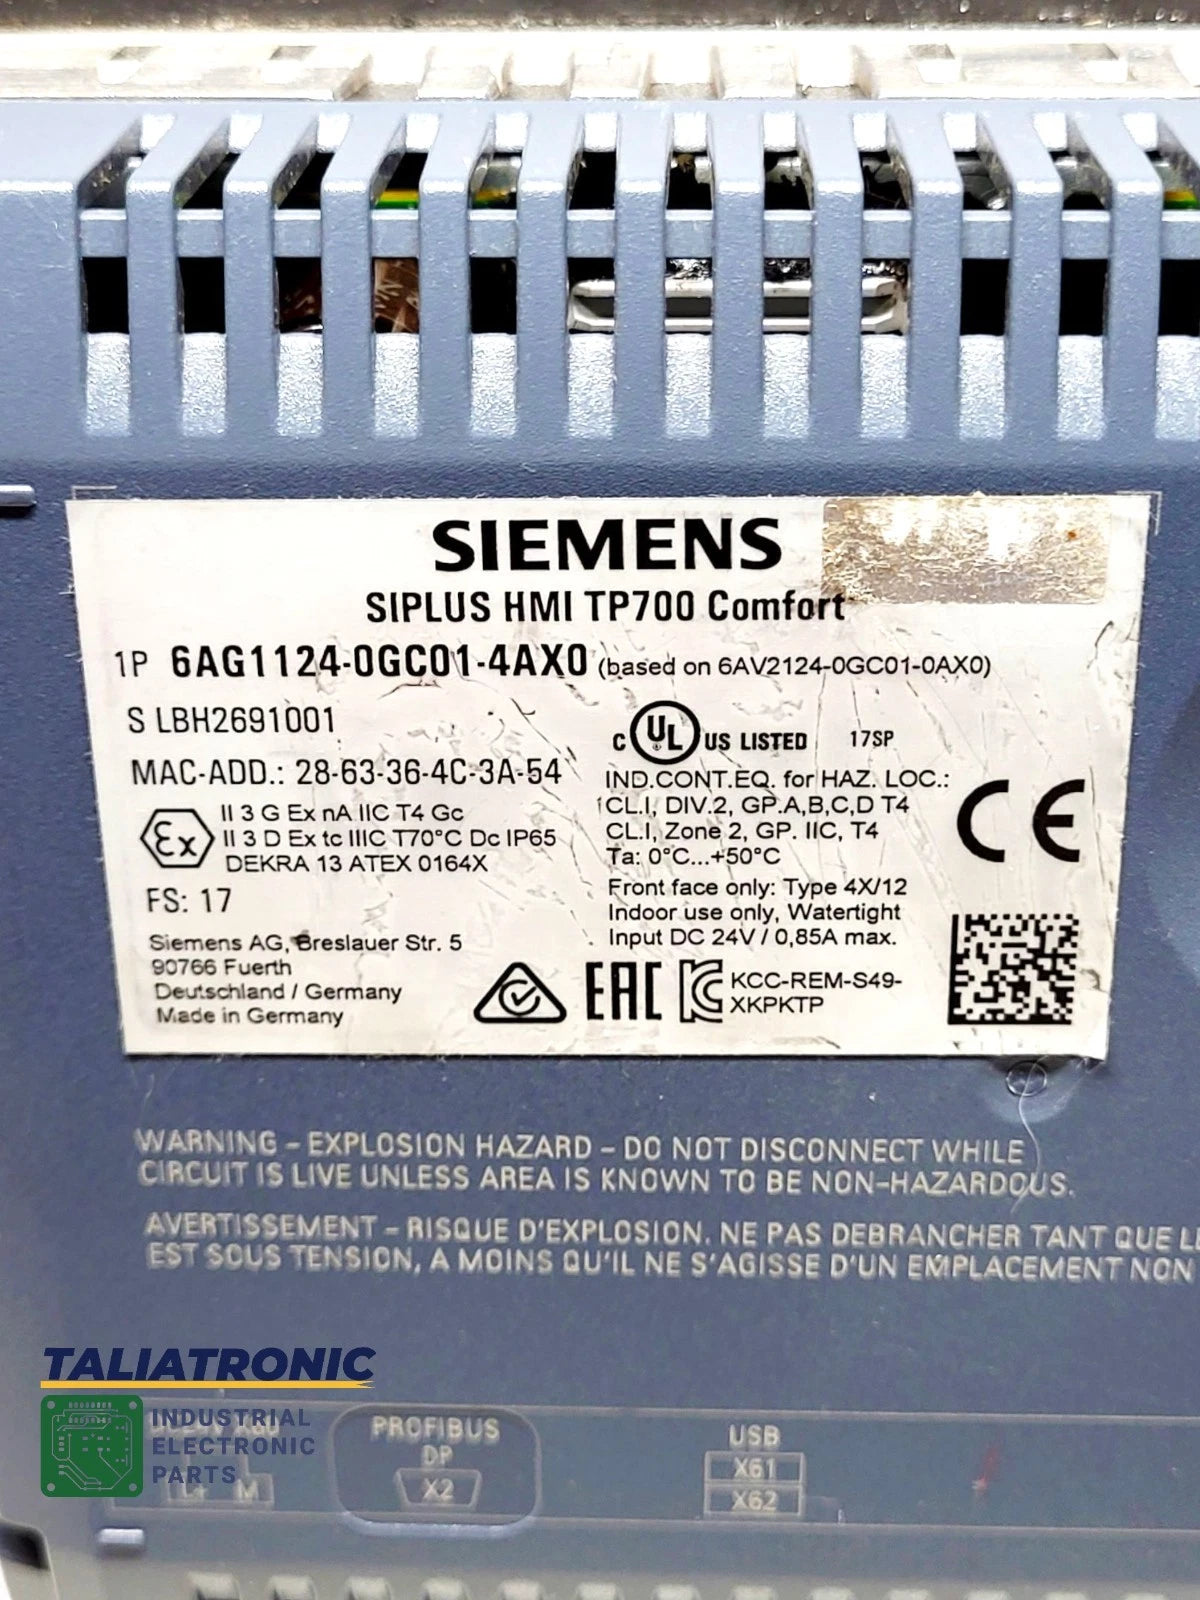 SIEMENS
SIPLUS HMI TP700 Comfort
1P 6AG1124-0GC01-4AX0 (based on 6AV2124-0GC01-0AX0)
S LBH2691001
MAC-ADD.: 28-63-36-4C-3A-54
II 3 G Ex nA IIC T4 Gc
II 3 D Ex tc IIIC T70°C Dc IP65
DEKRA 13 ATEX 0164X
FS: 17
Siemens AG, Breslauer Str. 5
90766 Fuerth
Deutschland / Germany
Made in Germany
C UL US LISTED 17SP
IND.CONT.EQ. for HAZ. LOC.:
CL.I, DIV.2, GP.A,B,C,D T4
CL.I, Zone 2, GP. IIC, T4
Ta: 0°C...+50°C
Front face only: Type 4X/12
Indoor use only, Watertight
Input DC 24V / 0,85A max.
CE
Ex
EAC
KCC-REM-S49-
XKPKTP
WARNING - EXPLOSION HAZARD - DO NOT DISCONNECT WHILE
CIRCUIT IS LIVE UNLESS AREA IS KNOWN TO BE NON-HAZARDOUS.
AVERTISSEMENT - RISQUE D'EXPLOSION. NE PAS DEBRANCHER TANT QUE LE
EST SOUS TENSION, A MOINS QU'IL NE S'AGISSE D'UN EMPLACEMENT NON
TALIATRONIC
INDUSTRIAL
ELECTRONIC
PARTS
L+ M
PROFIBUS
DP
X2
USB
X61
X62